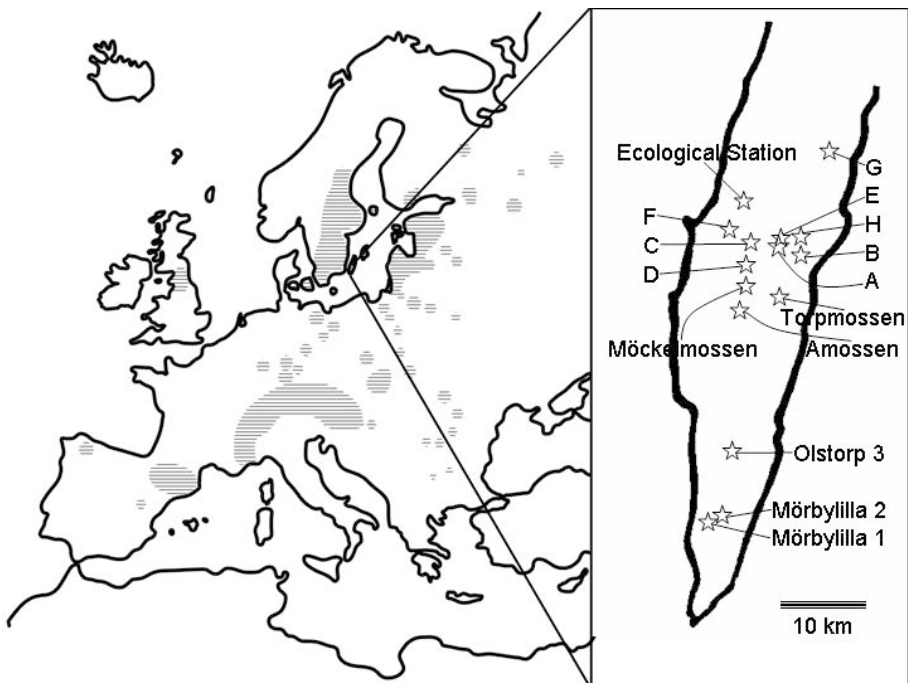 Ecological Station
G
E
F
H
C
B
D
A
Torpmossen
Möckelmossen
Amossen
Olstorp 3
Mörbylilla 2
Mörbylilla 1
10 km